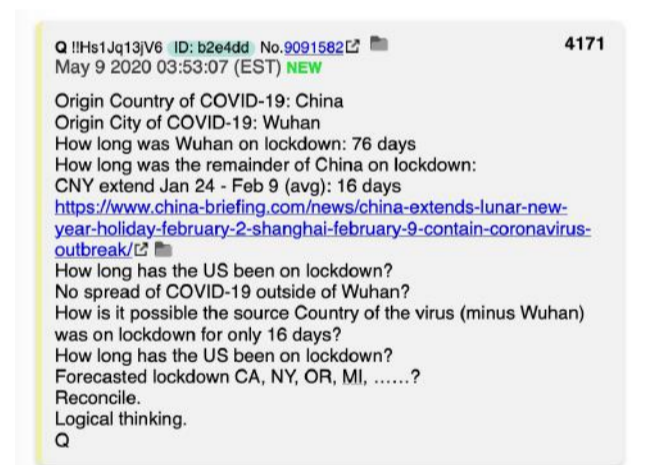 Q !!Hs1Jq13jV6 ID: b2e4dd No.9091582 4171
May 9 2020 03:53:07 (EST) NEW
Origin Country of COVID-19: China
Origin City of COVID-19: Wuhan
How long was Wuhan on lockdown: 76 days
How long was the remainder of China on lockdown:
CNY extend Jan 24 - Feb 9 (avg): 16 days
https://www.china-briefing.com/news/china-extends-lunar-new-
year-holiday-february-2-shanghai-february-9-contain-coronavirus-
outbreak/
How long has the US been on lockdown?
No spread of COVID-19 outside of Wuhan?
How is it possible the source Country of the virus (minus Wuhan)
was on lockdown for only 16 days?
How long has the US been on lockdown?
Forecasted lockdown CA, NY, OR, MI, ......?
Reconcile.
Logical thinking.
Q